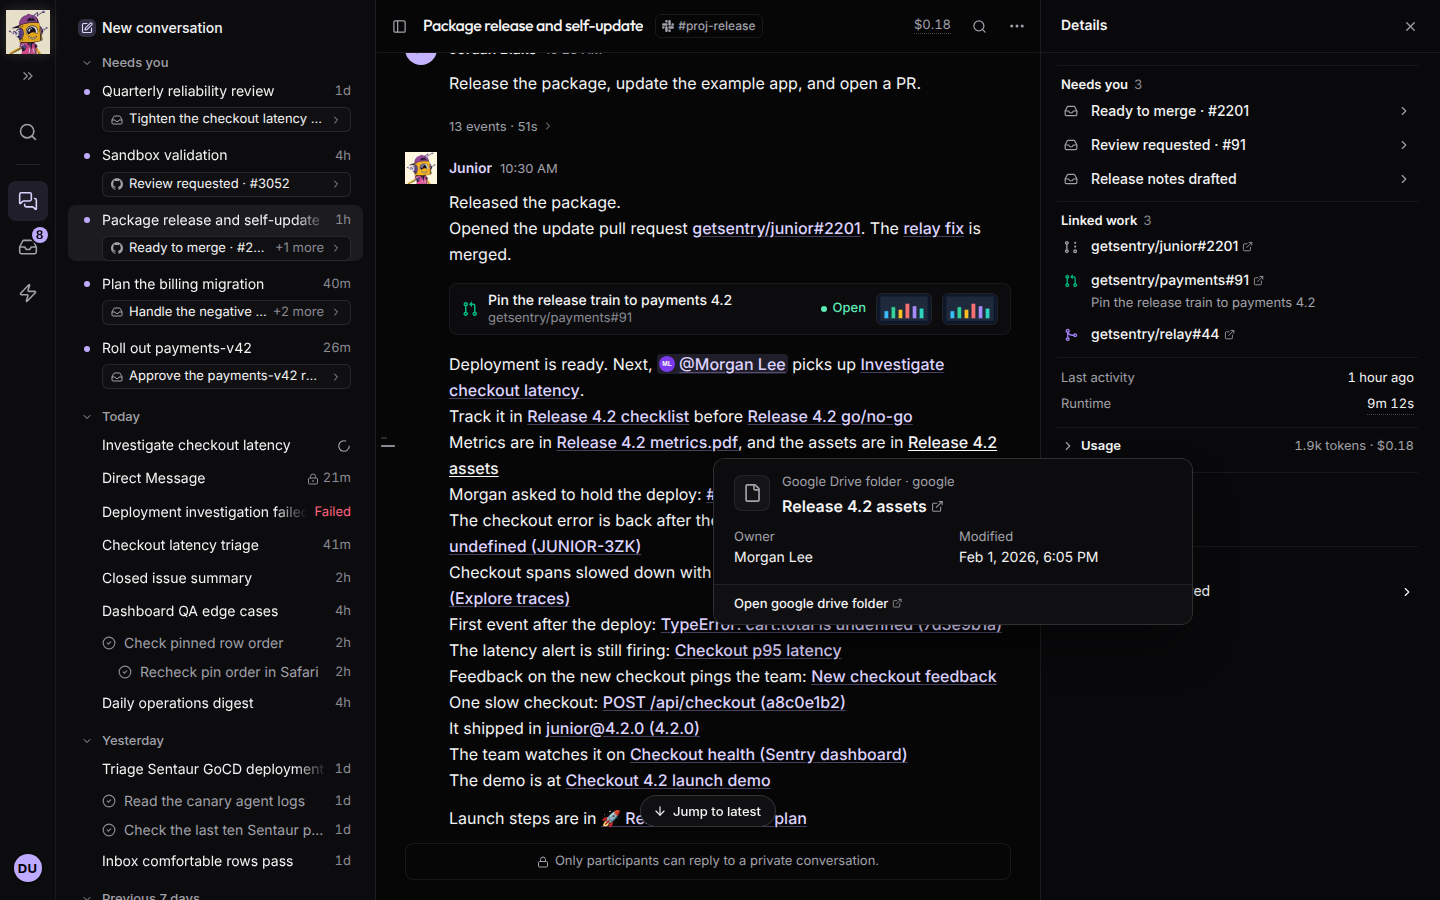 New conversation
Needs you
Quarterly reliability review 1d
Tighten the checkout latency ...
Sandbox validation 4h
Review requested · #3052
Package release and self-update 1h
Ready to merge · #2... +1 more
Plan the billing migration 40m
Handle the negative ... +2 more
Roll out payments-v42 26m
Approve the payments-v42 r...
Today
Investigate checkout latency
Direct Message 21m
Deployment investigation failed Failed
Checkout latency triage 41m
Closed issue summary 2h
Dashboard QA edge cases 4h
Check pinned row order 2h
Recheck pin order in Safari 2h
Daily operations digest 4h
Yesterday
Triage Sentaur GoCD deployment 1d
Read the canary agent logs 1d
Check the last ten Sentaur p... 1d
Inbox comfortable rows pass 1d
Previous 7 days
8
DU
Package release and self-update #proj-release $0.18
Release the package, update the example app, and open a PR.
13 events · 51s
Junior 10:30 AM
Released the package.
Opened the update pull request getsentry/junior#2201. The relay fix is
merged.
Pin the release train to payments 4.2
getsentry/payments#91
Open
Deployment is ready. Next, ML @Morgan Lee picks up Investigate
checkout latency.
Track it in Release 4.2 checklist before Release 4.2 go/no-go
Metrics are in Release 4.2 metrics.pdf, and the assets are in Release 4.2
assets
Morgan asked to hold the deploy: #
The checkout error is back after the
undefined (JUNIOR-3ZK)
Checkout spans slowed down with
(Explore traces)
First event after the deploy: TypeError: cart.total is undefined (7d3e9b1a)
The latency alert is still firing: Checkout p95 latency
Feedback on the new checkout pings the team: New checkout feedback
One slow checkout: POST /api/checkout (a8c0e1b2)
It shipped in junior@4.2.0 (4.2.0)
The team watches it on Checkout health (Sentry dashboard)
The demo is at Checkout 4.2 launch demo
Launch steps are in 🚀 Re plan
Jump to latest
Only participants can reply to a private conversation.
Google Drive folder · google
Release 4.2 assets
Owner Modified
Morgan Lee Feb 1, 2026, 6:05 PM
Open google drive folder
Details
Needs you 3
Ready to merge · #2201
Review requested · #91
Release notes drafted
Linked work 3
getsentry/junior#2201
getsentry/payments#91
Pin the release train to payments 4.2
getsentry/relay#44
Last activity 1 hour ago
Runtime 9m 12s
Usage 1.9k tokens · $0.18
ed